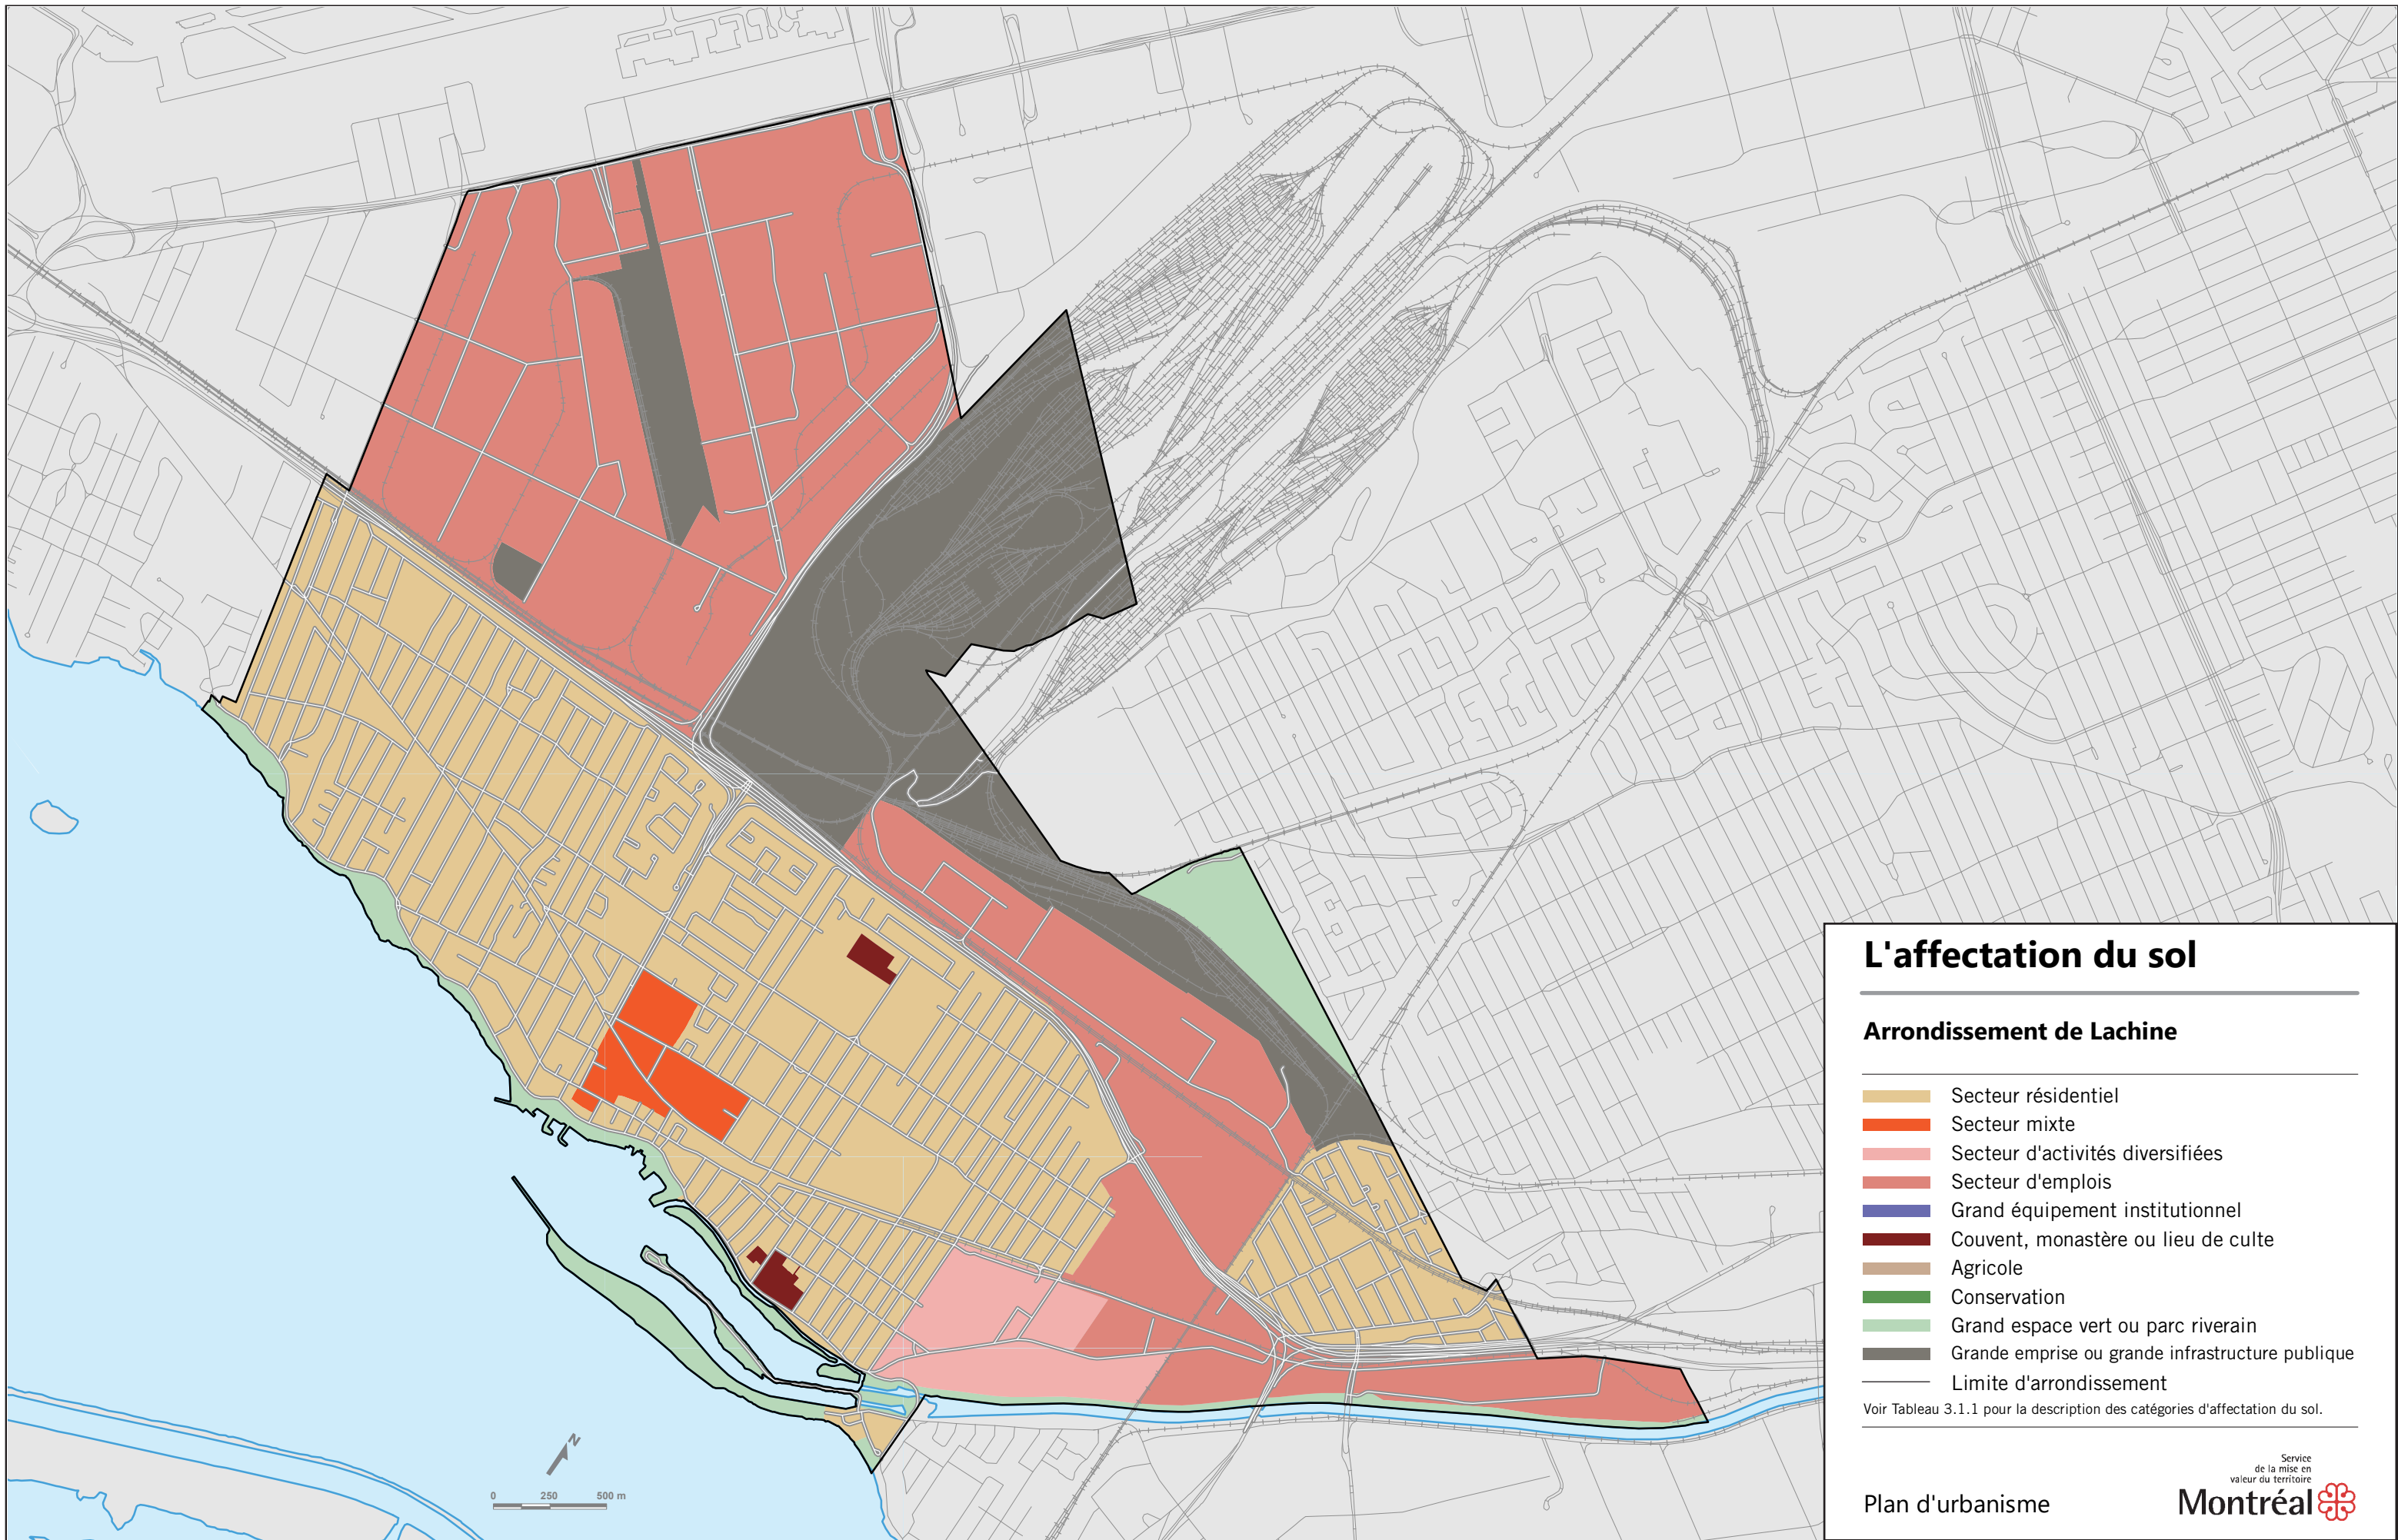 L'affectation du sol
Arrondissement de Lachine
Secteur résidentiel
Secteur mixte
Secteur d'activités diversifiées
Secteur d'emplois
Grand équipement institutionnel
Couvent, monastère ou lieu de culte
Agricole
Conservation
Grand espace vert ou parc riverain
Grande emprise ou grande infrastructure publique
Limite d'arrondissement
Voir Tableau 3.1.1 pour la description des catégories d'affectation du sol.
N
0 250 500 m
Service
de la mise en
valeur du territoire
Plan d'urbanisme
Montréal